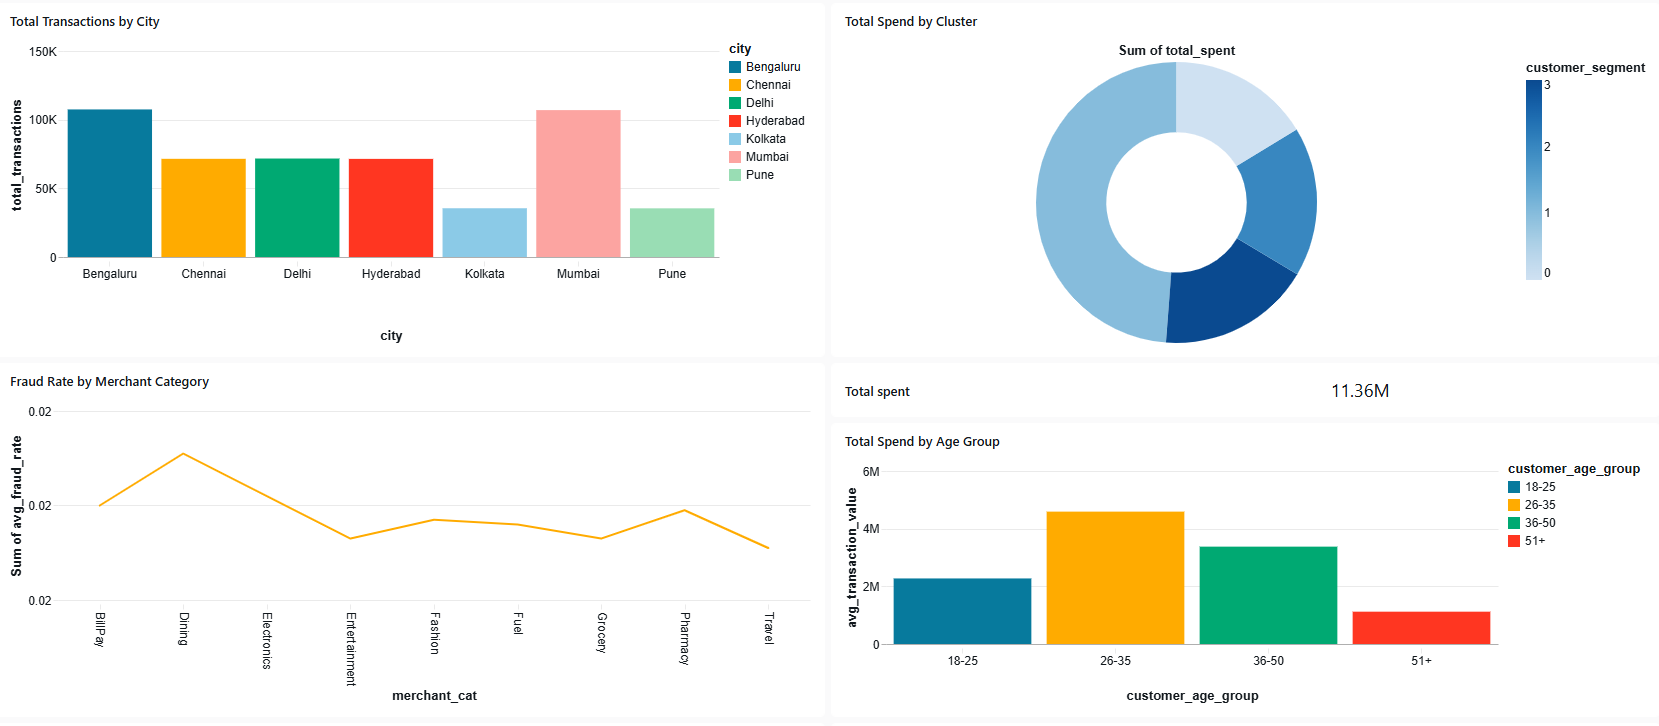 Total Transactions by City
150K
100K
50K
0
total_transactions
Bengaluru
Chennai
Delhi
Hyderabad
Kolkata
Mumbai
Pune
city
city
Bengaluru
Chennai
Delhi
Hyderabad
Kolkata
Mumbai
Pune
Total Spend by Cluster
Sum of total_spent
customer_segment
3
2
1
0
Fraud Rate by Merchant Category
0.02
0.02
0.02
Sum of avg_fraud_rate
BillPay
Dining
Electronics
Entertainment
Fashion
Fuel
Grocery
Pharmacy
Travel
merchant_cat
Total spent
11.36M
Total Spend by Age Group
6M
4M
2M
0
avg_transaction_value
18-25
26-35
36-50
51+
customer_age_group
customer_age_group
18-25
26-35
36-50
51+